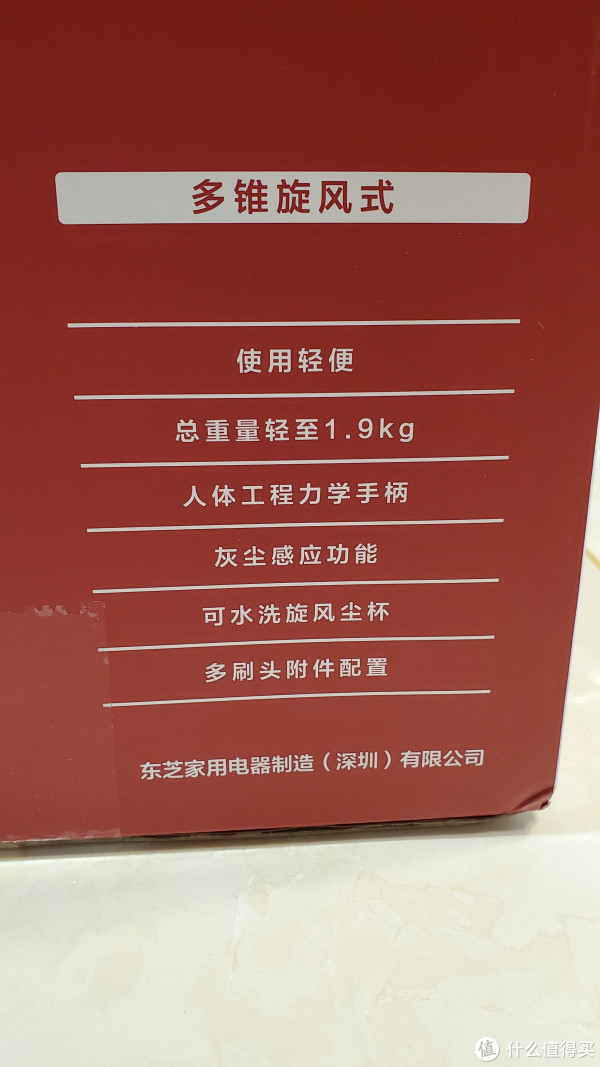 多锥旋风式
使用轻便
总重量轻至1.9kg
人体工程力学手柄
灰尘感应功能
可水洗旋风尘杯
多刷头附件配置
东芝家用电器制造（深圳）有限公司
值 什么值得买